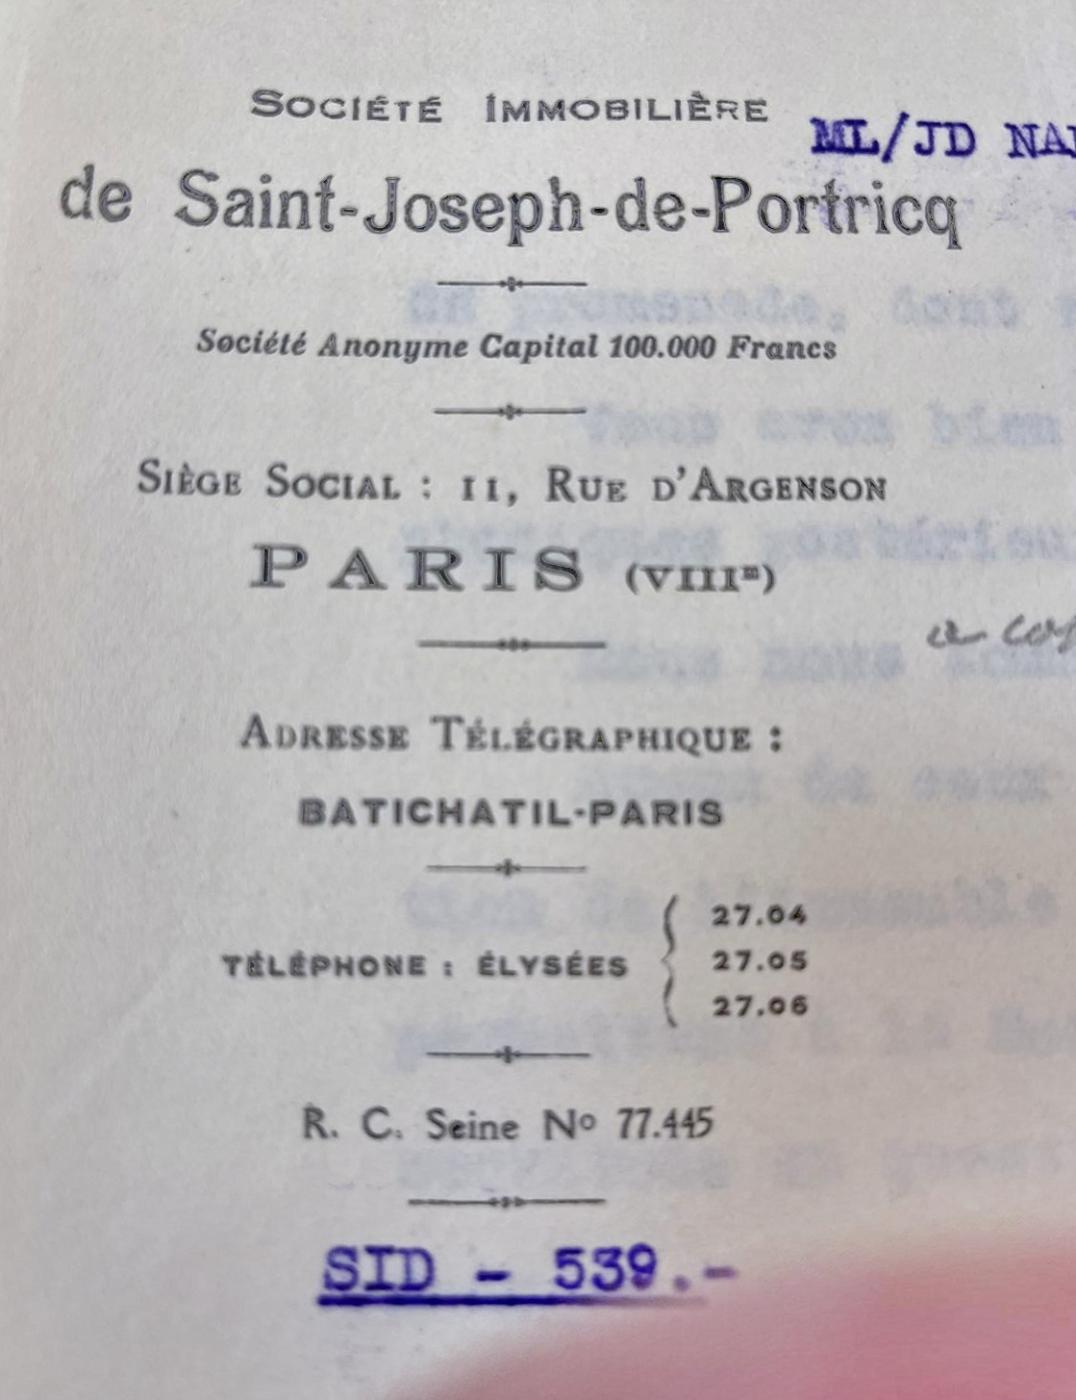 SOCIÉTÉ IMMOBILIÈRE
ML/JD
de Saint-Joseph-de-Portricq
Société Anonyme Capital 100.000 Francs
SIÈGE SOCIAL : 11, RUE D'ARGENSON
PARIS (VIIIᵐ)
ADRESSE TÉLÉGRAPHIQUE :
BATICHATIL-PARIS
TÉLÉPHONE : ÉLYSÉES
27.04
27.05
27.06
R. C. Seine Nº 77.445
SID - 539.-